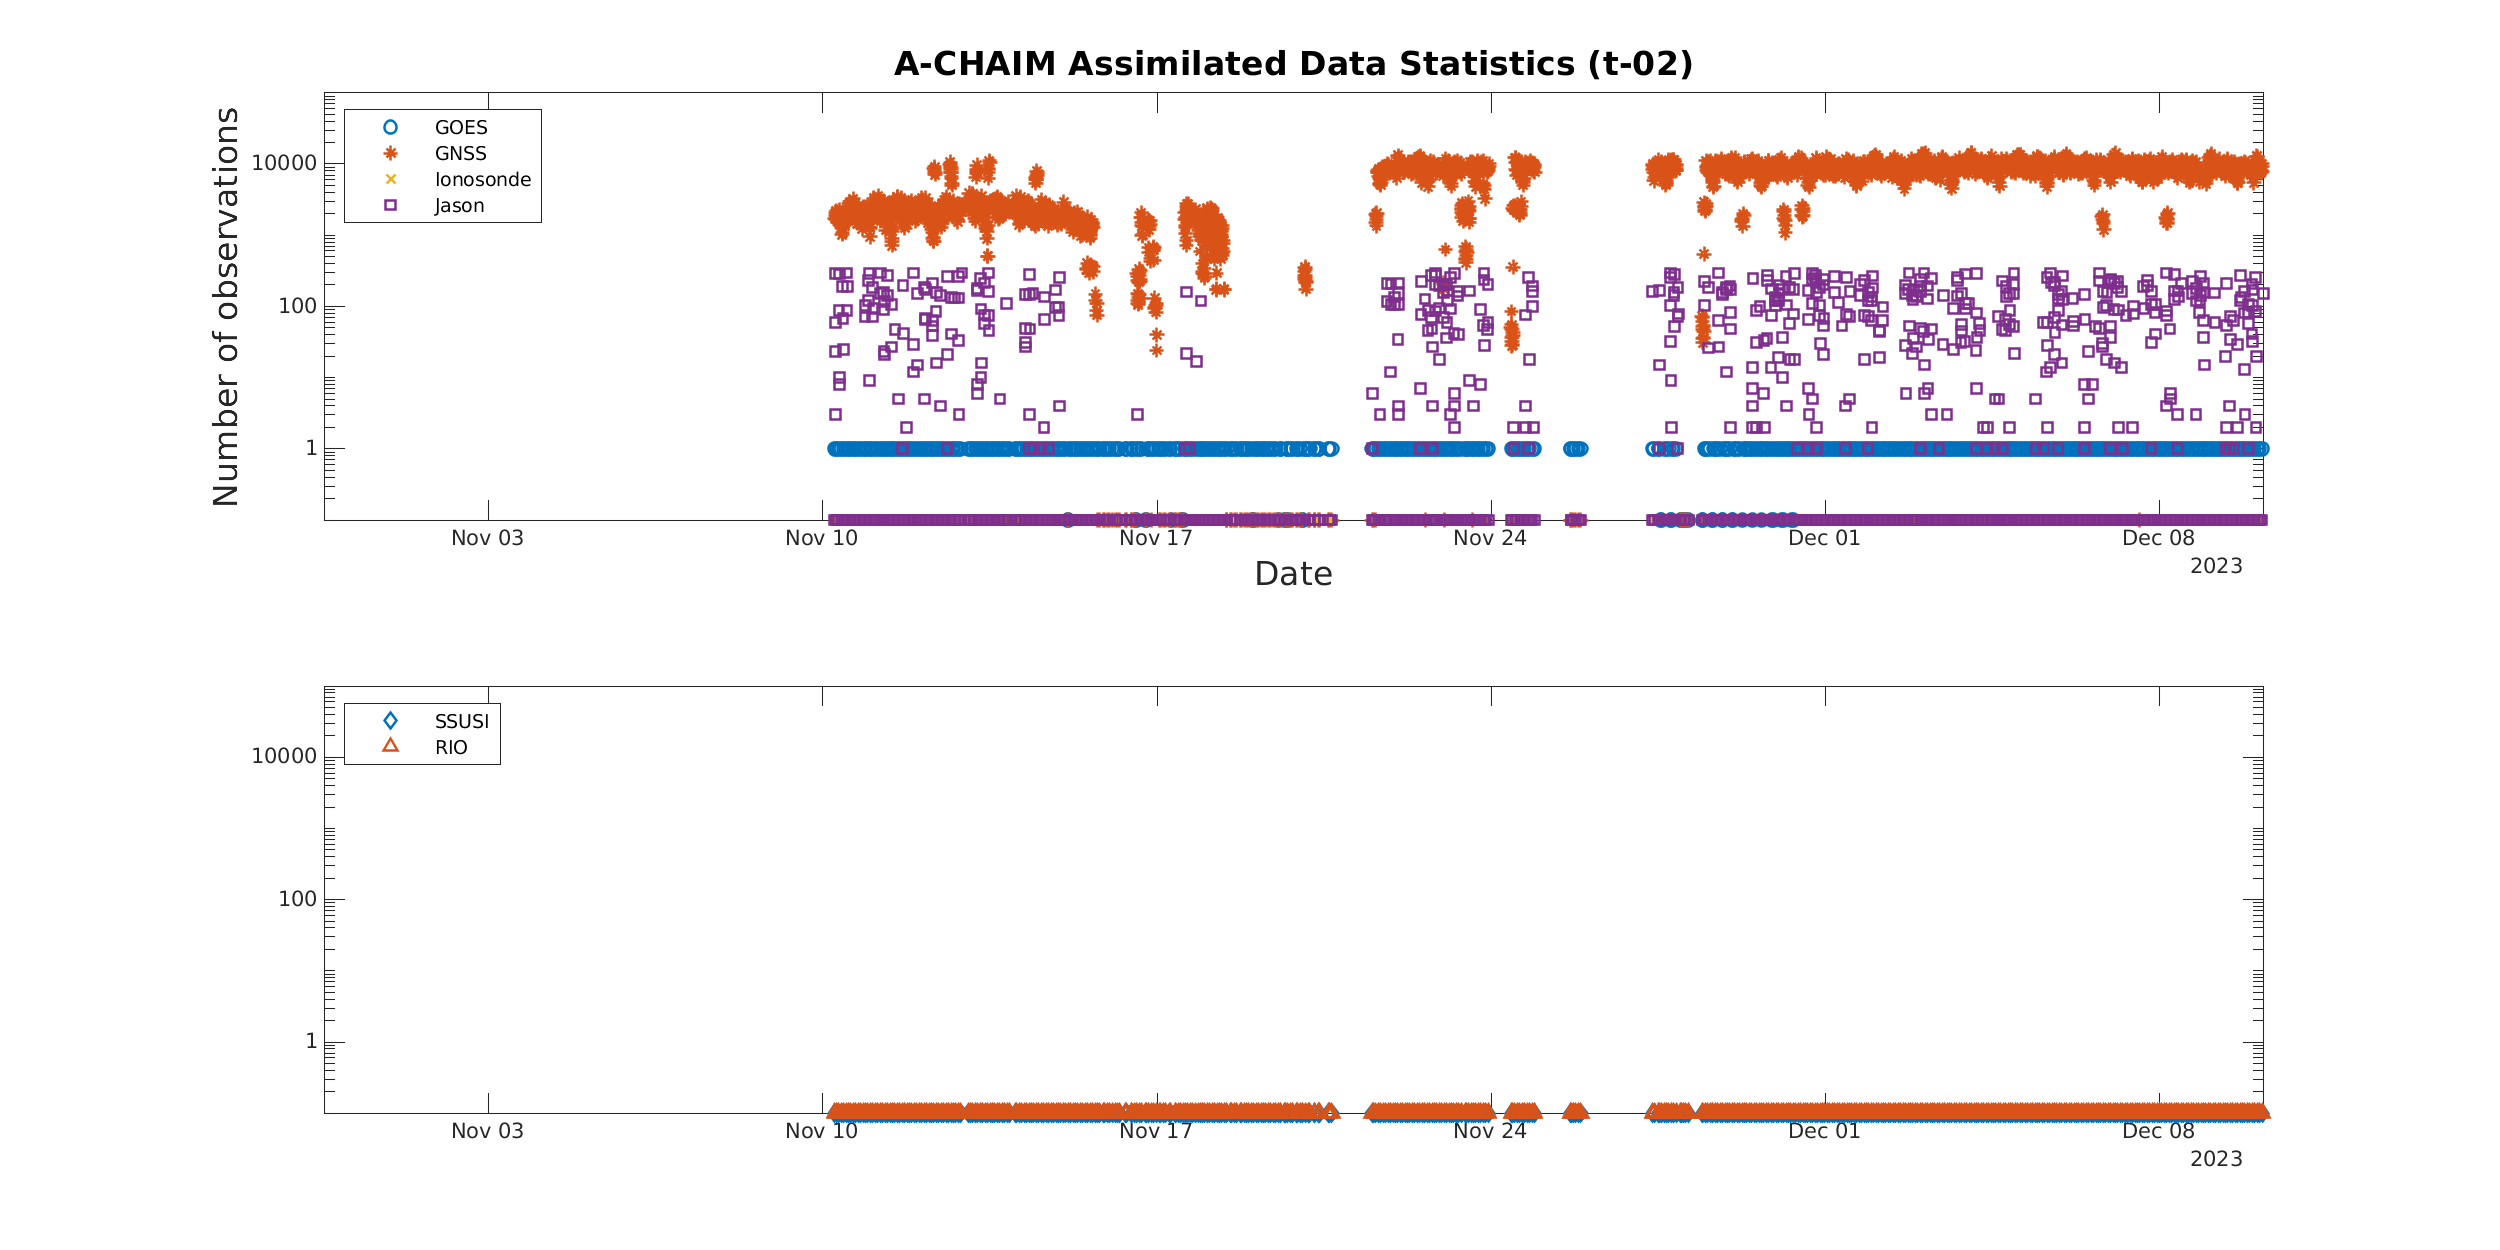 A-CHAIM Assimilated Data Statistics (t-02)
Number of observations
10000
100
1
GOES
GNSS
Ionosonde
Jason
Nov 03
Nov 10
Nov 17
Nov 24
Dec 01
Dec 08
2023
Date
10000
100
1
SSUSI
RIO
Nov 03
Nov 10
Nov 17
Nov 24
Dec 01
Dec 08
2023